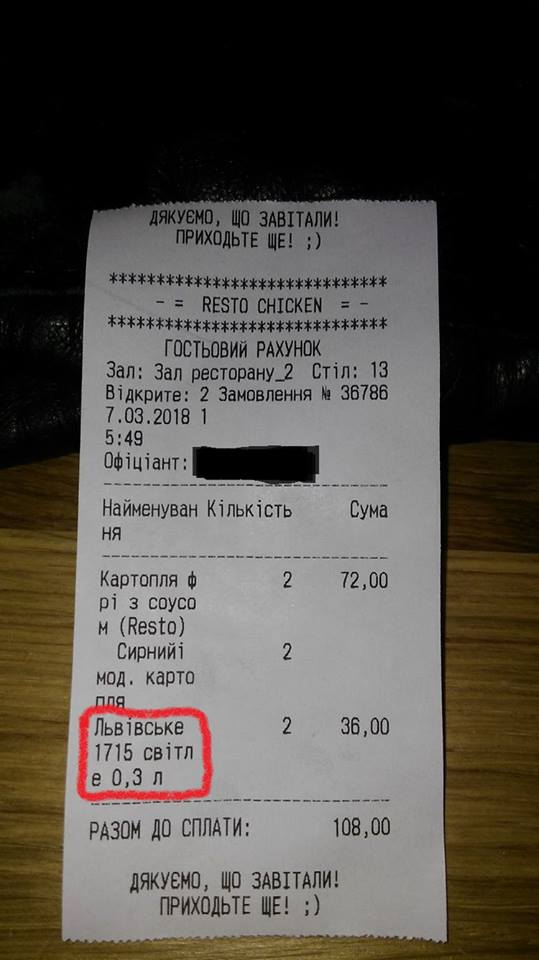 ДЯКУЄМО, ЩО ЗАВІТАЛИ!
ПРИХОДЬТЕ ЩЕ! ;)
*****************************
- = RESTO CHICKEN = -
*****************************
ГОСТЬОВИЙ РАХУНОК
Зал: Зал ресторану_2 Стіл: 13
Відкрите: 2 Замовлення № 36786
7.03.2018 1
5:49
Офіціант:
Найменуван Кількість Сума
ня
Картопля ф 2 72,00
рі з соусо
м (Resto)
Сирнийі 2
мод. карто
пля
Львівське 2 36,00
1715 світл
е 0,3 л
РАЗОМ ДО СПЛАТИ: 108,00
ДЯКУЄМО, ЩО ЗАВІТАЛИ!
ПРИХОДЬТЕ ЩЕ! ;)